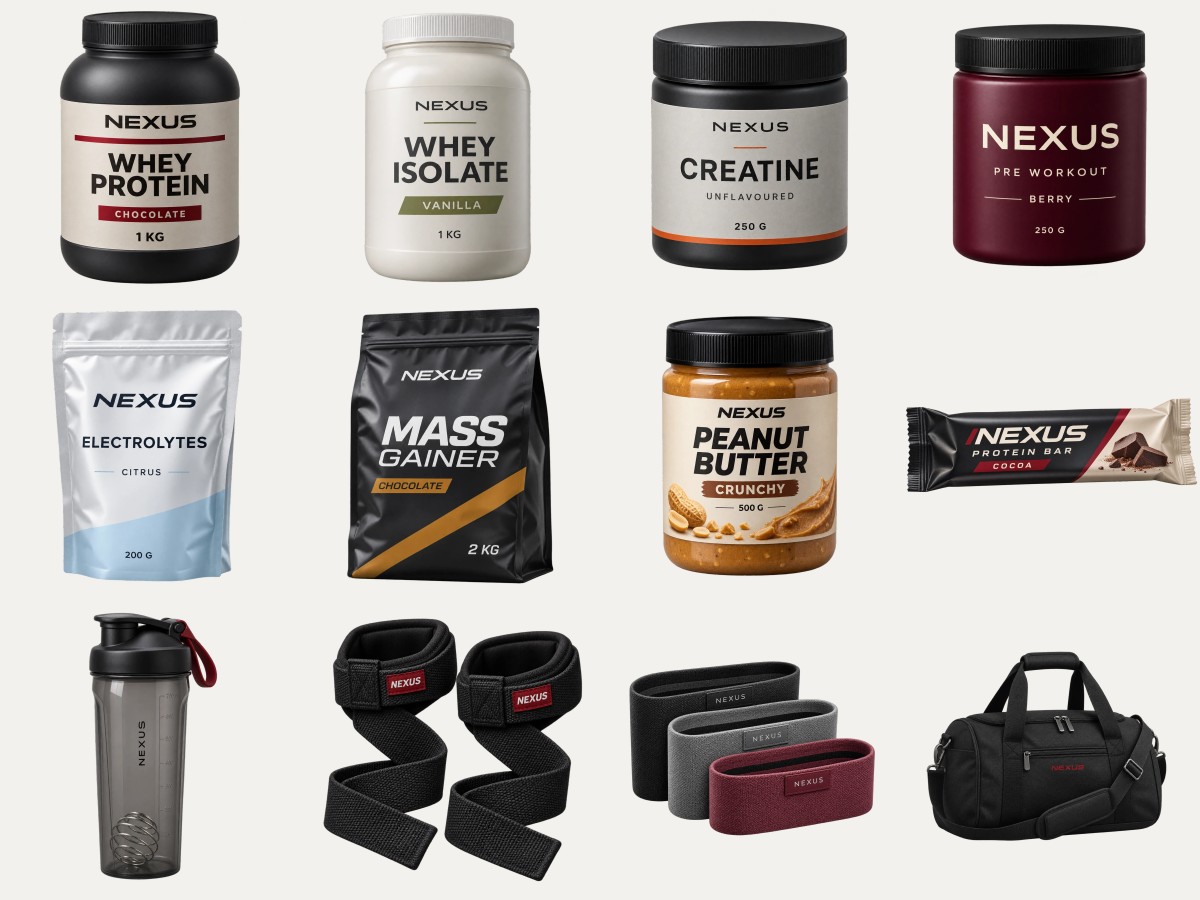 NEXUS
WHEY
PROTEIN
CHOCOLATE
1 KG
NEXUS
WHEY
ISOLATE
VANILLA
1 KG
NEXUS
CREATINE
UNFLAVOURED
250 G
NEXUS
PRE WORKOUT
BERRY
250 G
NEXUS
ELECTROLYTES
CITRUS
200 G
NEXUS
MASS
GAINER
CHOCOLATE
2 KG
NEXUS
PEANUT
BUTTER
CRUNCHY
500 G
NEXUS
PROTEIN BAR
COCOA
NEXUS
NEXUS
NEXUS
NEXUS
NEXUS
NEXUS
NEXUS